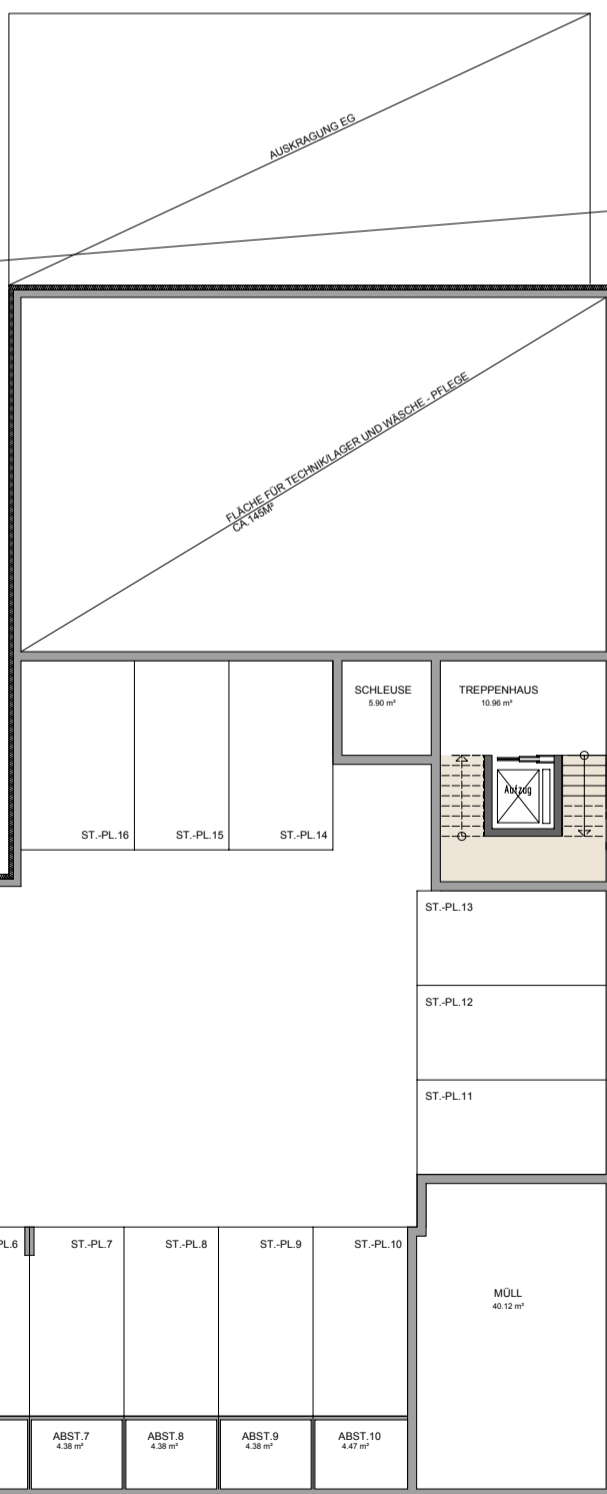 AUSKRAGUNG EG
FLÄCHE FÜR TECHNIK/LAGER UND WÄSCHE - PFLEGE
CA.145M²
SCHLEUSE
5.90 m²
TREPPENHAUS
10.96 m²
Aufzug
ST.-PL.16
ST.-PL.15
ST.-PL.14
ST.-PL.13
ST.-PL.12
ST.-PL.11
PL.6
ST.-PL.7
ST.-PL.8
ST.-PL.9
ST.-PL.10
MÜLL
40.12 m²
ABST.7
4.38 m²
ABST.8
4.38 m²
ABST.9
4.38 m²
ABST.10
4.47 m²